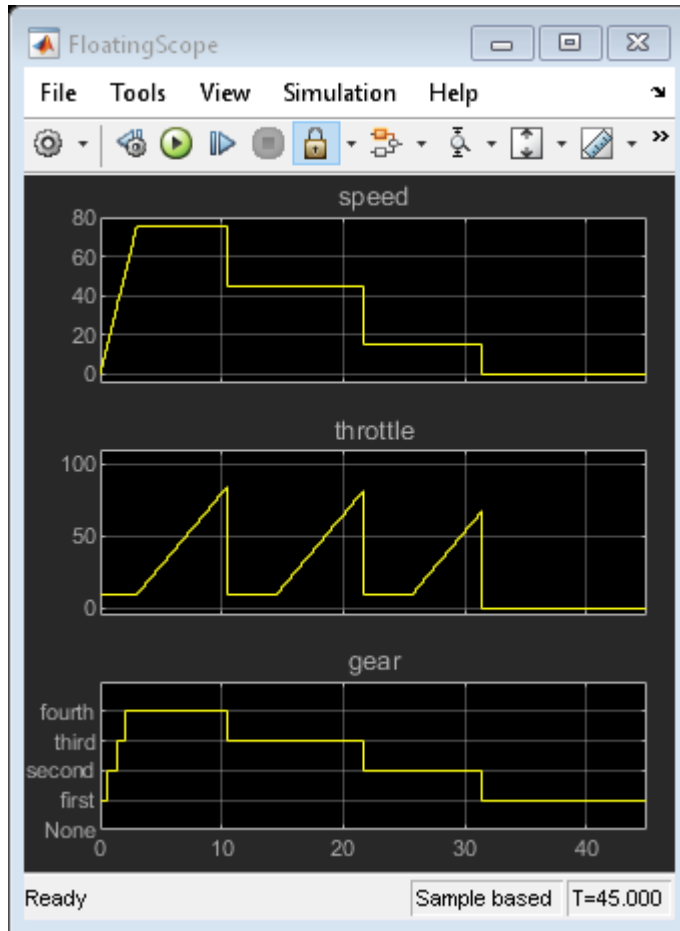 FloatingScope
File Tools View Simulation Help
speed
80
60
40
20
0
throttle
100
50
0
gear
fourth
third
second
first
None
0 10 20 30 40
Ready Sample based T=45.000